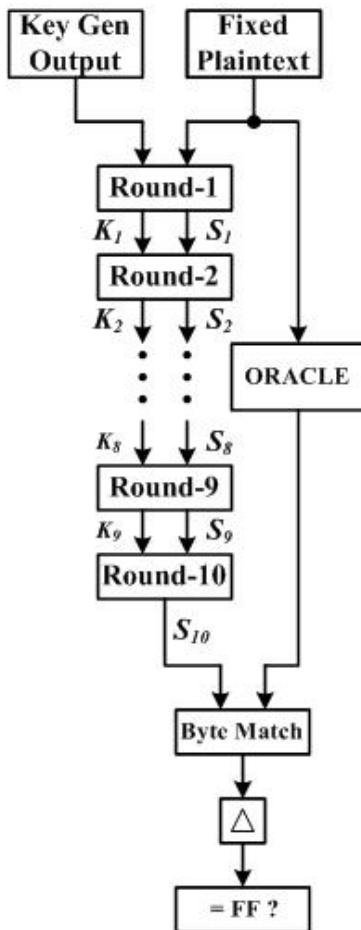 Key Gen
Output
Fixed
Plaintext
Round-1
K1 S1
Round-2
K2 S2
ORACLE
K8 S8
Round-9
K9 S9
Round-10
S10
Byte Match
△
= FF ?